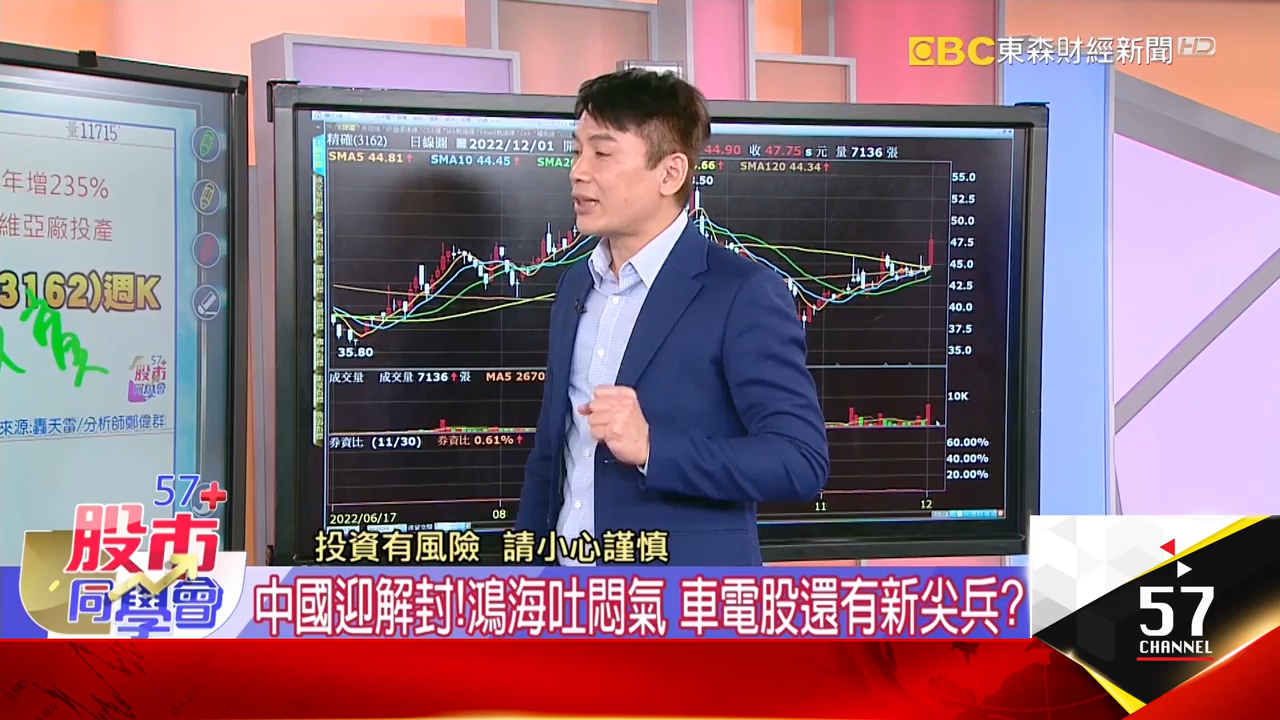 EBC 東森財經新聞 HD
量11715
年增235%
維亞廠投產
3162)週K
57+
股市
同學會
來源:轟天雷/分析師鄭偉群
精確(3162) 日線圖 2022/12/01 開
44.90 收 47.75 s 元 量 7136 張
SMA5 44.81↑ SMA10 44.45↑ SMA20
.66↑ SMA120 44.34↑
3.50
55.0
52.5
50.0
47.5
45.0
42.5
40.0
37.5
35.0
35.80
成交量 成交量 7136↑張 MA5 2670
10K
券資比 (11/30) 券資比 0.61%↑
60.00%
40.00%
20.00%
2022/06/17 08 11 12
投資有風險 請小心謹慎
57+
股市
同學會
中國迎解封!鴻海吐悶氣 車電股還有新尖兵?
57
CHANNEL